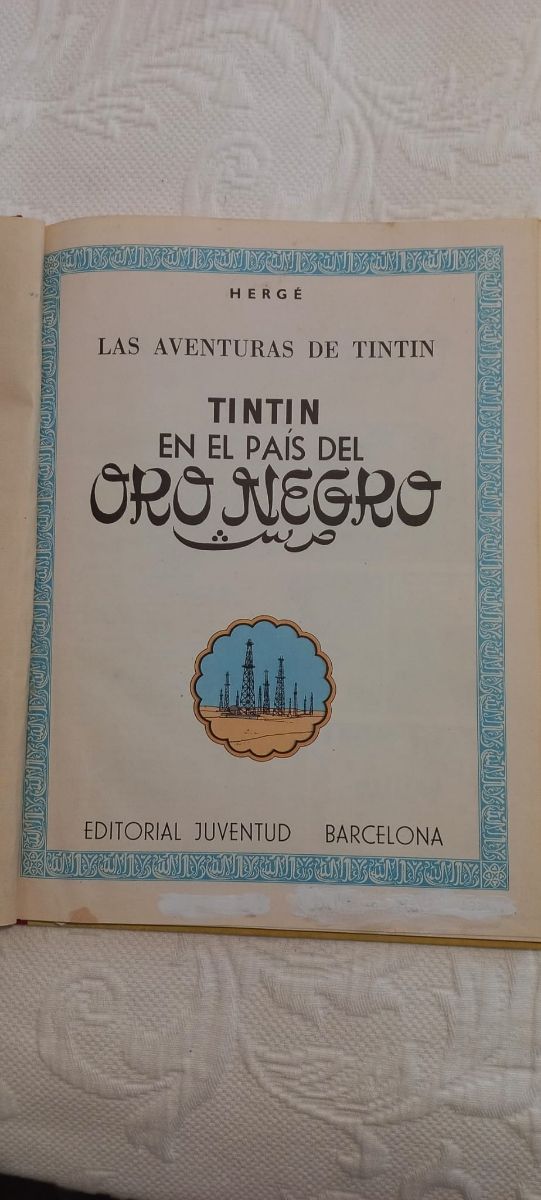 HERGÉ
LAS AVENTURAS DE TINTIN
TINTIN
EN EL PAÍS DEL
ORO NEGRO
EDITORIAL JUVENTUD BARCELONA